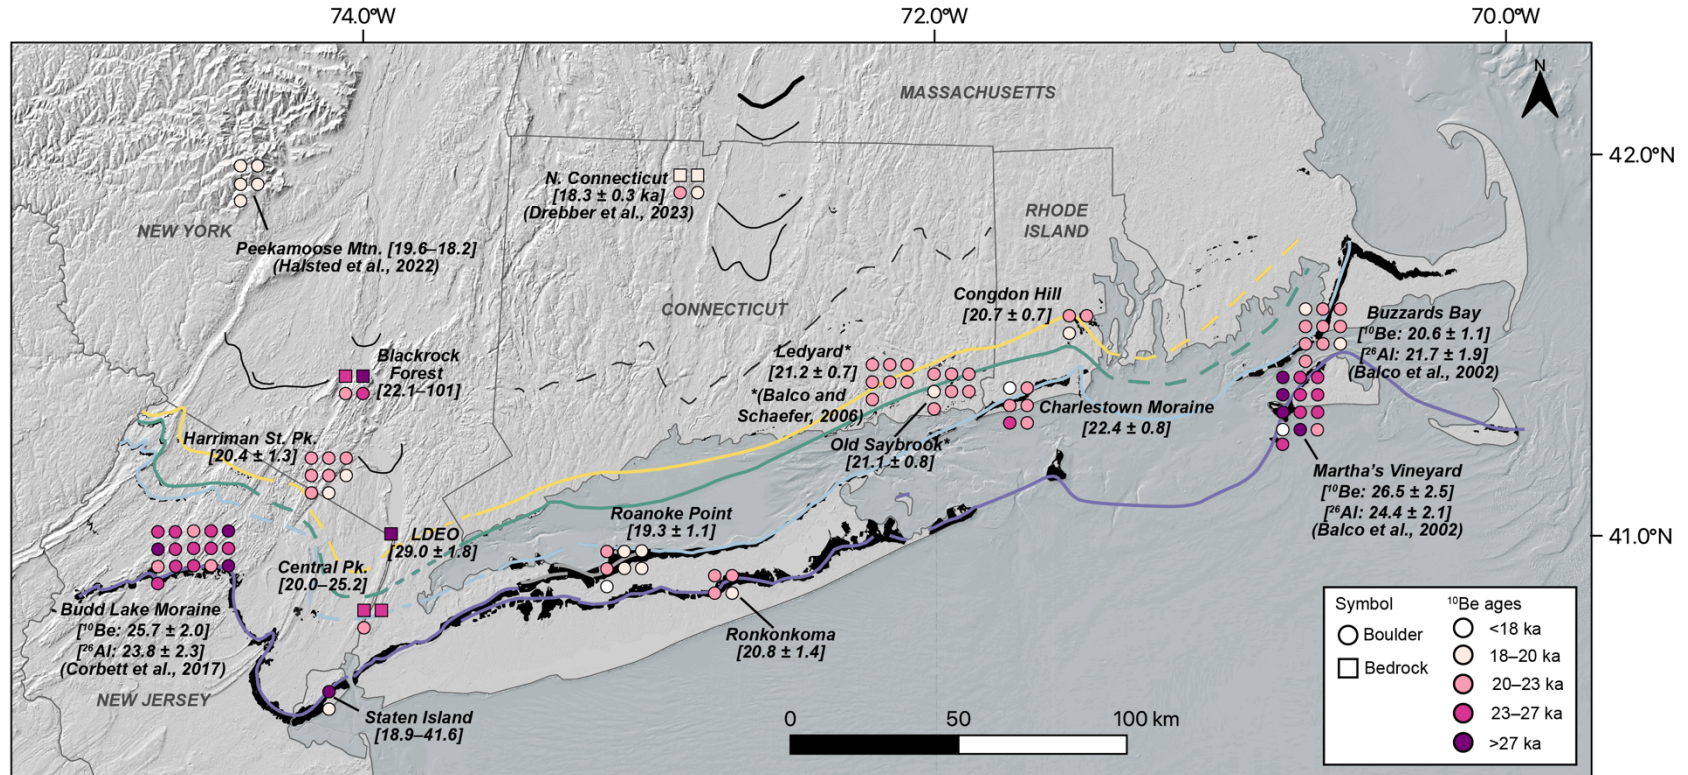 74.0°W
72.0°W
70.0°W
N
MASSACHUSETTS
42.0°N
N. Connecticut
[18.3 ± 0.3 ka]
(Drebber et al., 2023)
NEW YORK
RHODE
ISLAND
Peekamoose Mtn. [19.6–18.2]
(Halsted et al., 2022)
CONNECTICUT
Congdon Hill
[20.7 ± 0.7]
Buzzards Bay
[¹⁰Be: 20.6 ± 1.1]
[²⁶Al: 21.7 ± 1.9]
(Balco et al., 2002)
Blackrock
Forest
[22.1–101]
Ledyard*
[21.2 ± 0.7]
*(Balco and
Schaefer, 2006)
Charlestown Moraine
[22.4 ± 0.8]
Harriman St. Pk.
[20.4 ± 1.3]
Old Saybrook*
[21.1 ± 0.8]
Martha's Vineyard
[¹⁰Be: 26.5 ± 2.5]
[²⁶Al: 24.4 ± 2.1]
(Balco et al., 2002)
Roanoke Point
[19.3 ± 1.1]
LDEO
[29.0 ± 1.8]
41.0°N
Central Pk.
[20.0–25.2]
Budd Lake Moraine
[¹⁰Be: 25.7 ± 2.0]
[²⁶Al: 23.8 ± 2.3]
(Corbett et al., 2017)
Ronkonkoma
[20.8 ± 1.4]
NEW JERSEY
Staten Island
[18.9–41.6]
0 50 100 km
Symbol
Boulder
Bedrock
¹⁰Be ages
<18 ka
18–20 ka
20–23 ka
23–27 ka
>27 ka